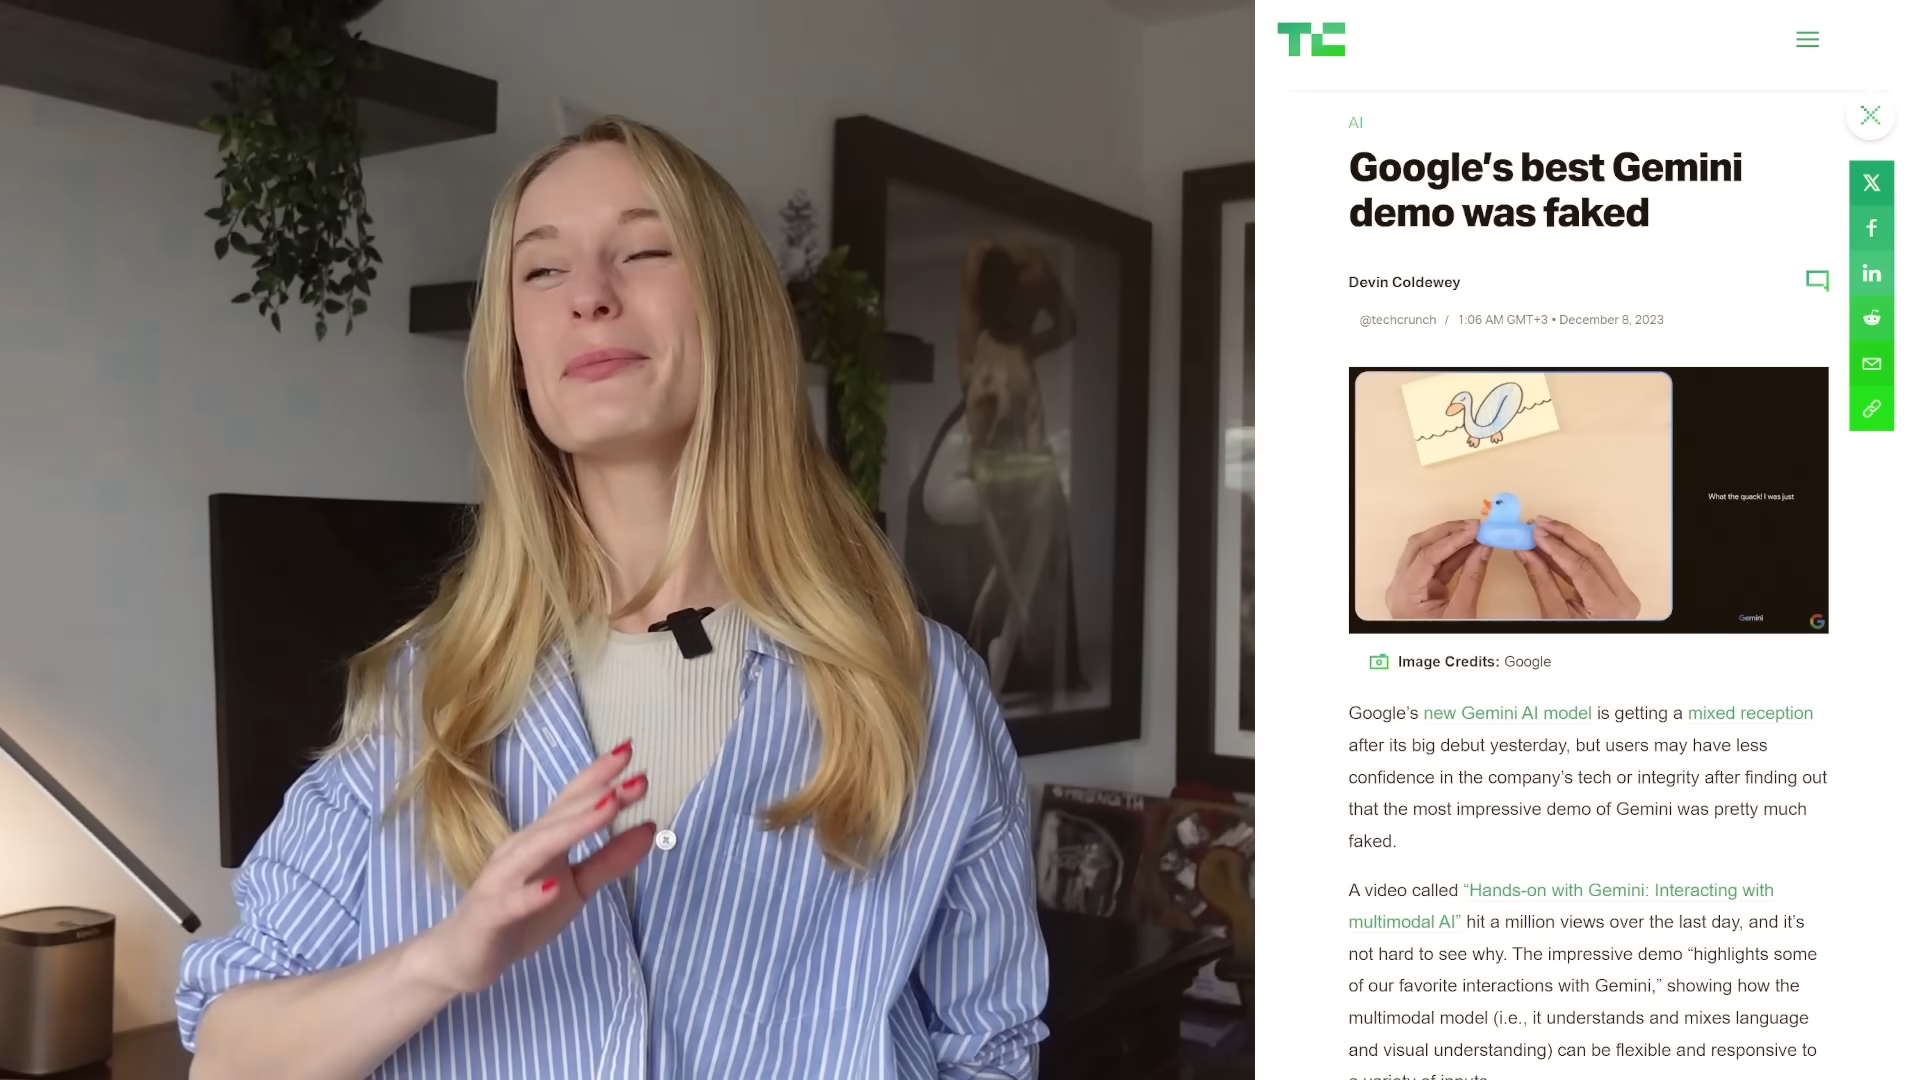 TC
AI
Google’s best Gemini
demo was faked
Devin Coldewey
@techcrunch / 1:06 AM GMT+3 • December 8, 2023
What the quack! I was just
Gemini
Image Credits: Google
Google’s new Gemini AI model is getting a mixed reception
after its big debut yesterday, but users may have less
confidence in the company’s tech or integrity after finding out
that the most impressive demo of Gemini was pretty much
faked.
A video called “Hands-on with Gemini: Interacting with
multimodal AI” hit a million views over the last day, and it’s
not hard to see why. The impressive demo “highlights some
of our favorite interactions with Gemini,” showing how the
multimodal model (i.e., it understands and mixes language
and visual understanding) can be flexible and responsive to
a variety of inputs.
SONOS